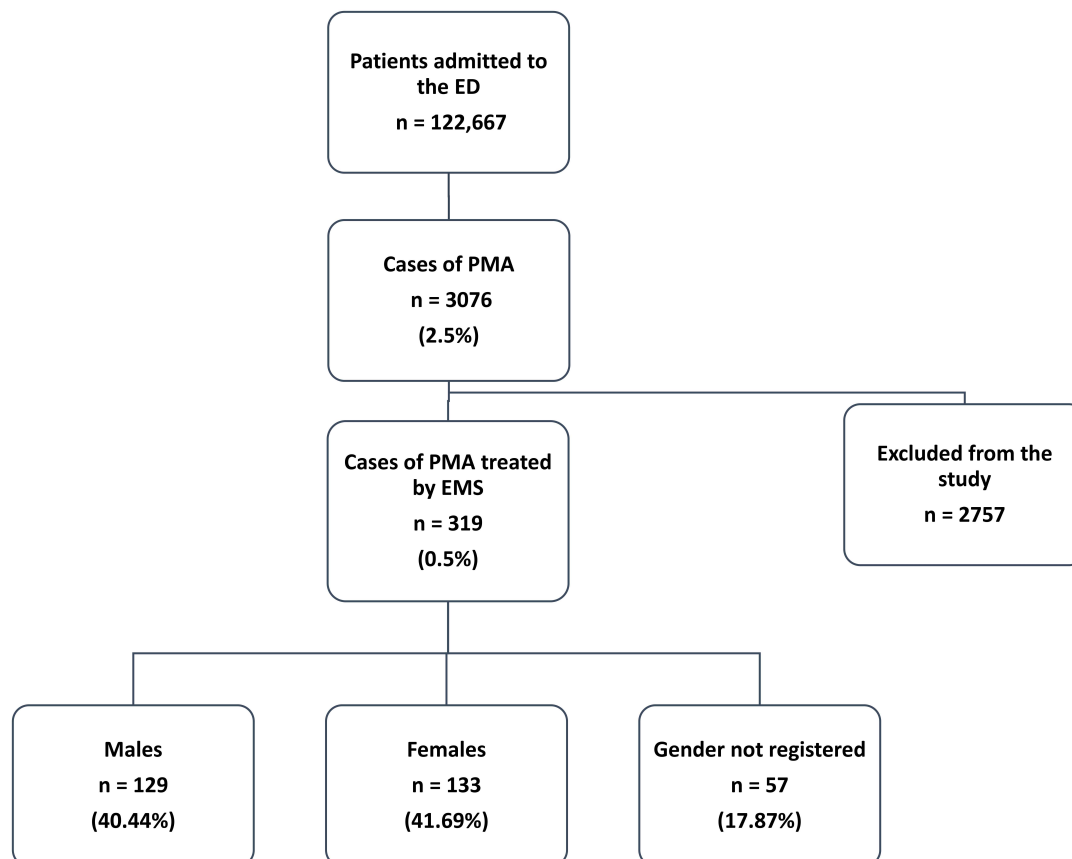 Patients admitted to
the ED
n = 122,667
Cases of PMA
n = 3076
(2.5%)
Cases of PMA treated
by EMS
n = 319
(0.5%)
Excluded from the
study
n = 2757
Males
n = 129
(40.44%)
Females
n = 133
(41.69%)
Gender not registered
n = 57
(17.87%)